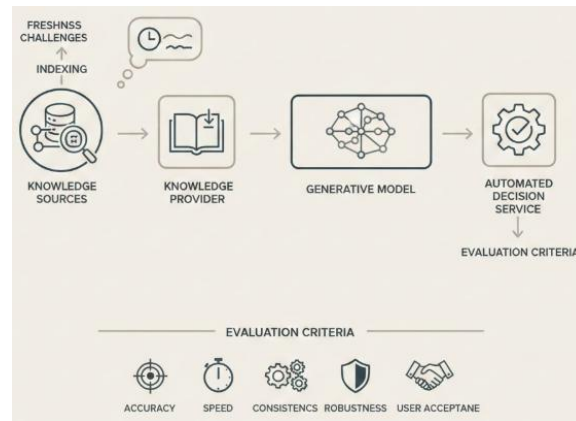 FRESHNSS
CHALLENGES
INDEXING
KNOWLEDGE
SOURCES
KNOWLEDGE
PROVIDER
GENERATIVE MODEL
AUTOMATED
DECISION
SERVICE
EVALUATION CRITERIA
EVALUATION CRITERIA
ACCURACY
SPEED
CONSISTENCS
ROBUSTNESS
USER ACCEPTANE